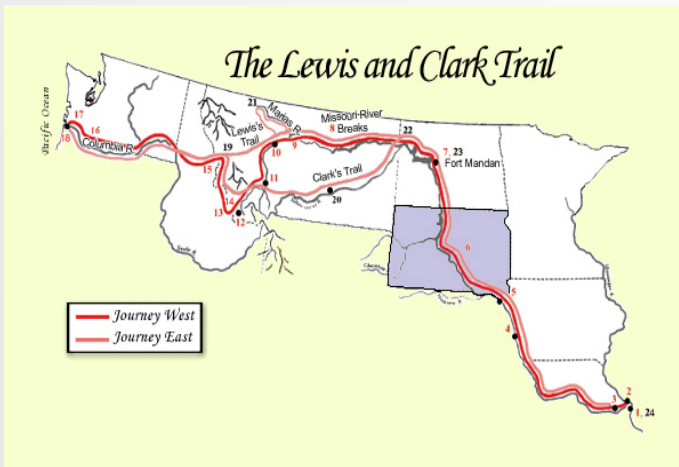 The Lewis and Clark Trail
Pacific Ocean
17
18
16
Columbia R
21
Marias R
Lewis's
Trail
19
15
14
13
12
11
10
9
Missouri-River
8 Breaks
22
7, 23
Fort Mandan
Clark's Trail
20
6
5
4
3
2
1, 24
Snake R
Journey West
Journey East